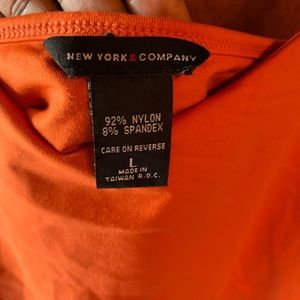 NEW YORK & COMPANY
92% NYLON
8% SPANDEX
CARE ON REVERSE
L
MADE IN
TAIWAN R.O.C.